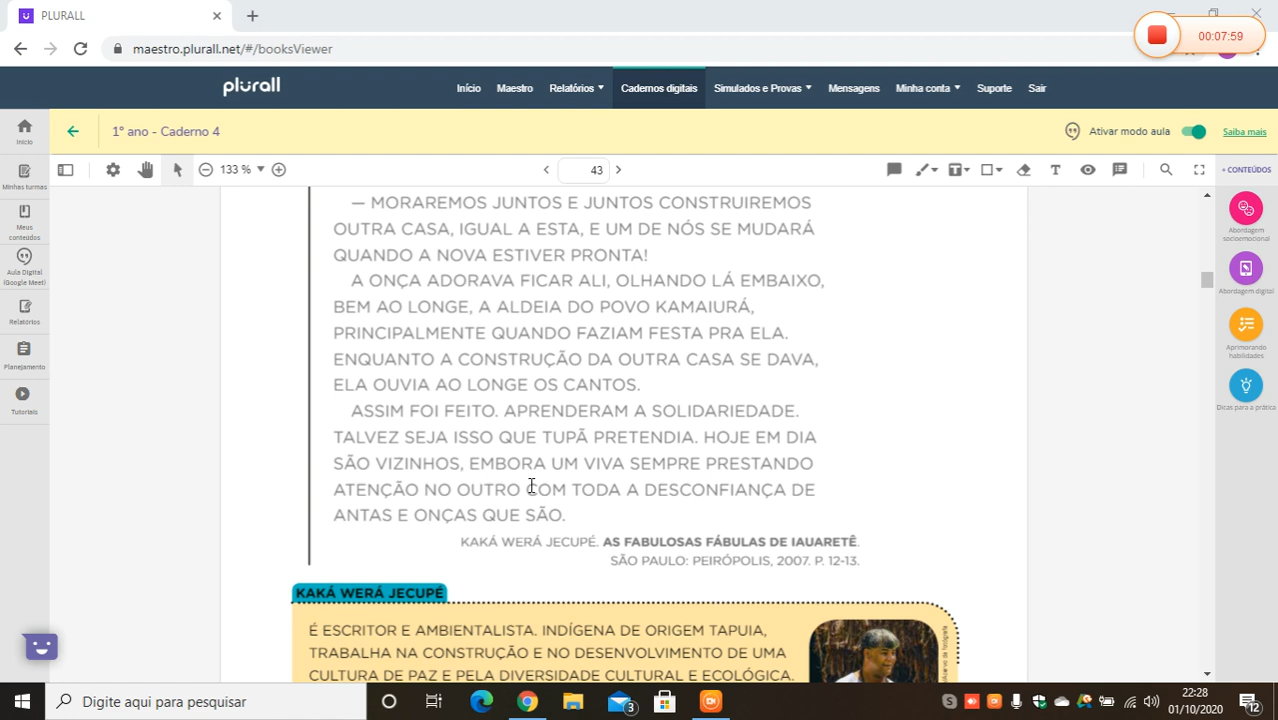 PLURALL
maestro.plurall.net/#/booksViewer
00:07:59
plurall
Início Maestro Relatórios Cadernos digitais Simulados e Provas Mensagens Minha conta Suporte Sair
1º ano - Caderno 4
Ativar modo aula
Saiba mais
133 %
43
+ CONTEÚDOS
Início
Minhas turmas
Meus
conteúdos
Aula Digital
(Google Meet)
Relatórios
Planejamento
Tutoriais
— MORAREMOS JUNTOS E JUNTOS CONSTRUIREMOS
OUTRA CASA, IGUAL A ESTA, E UM DE NÓS SE MUDARÁ
QUANDO A NOVA ESTIVER PRONTA!
A ONÇA ADORAVA FICAR ALI, OLHANDO LÁ EMBAIXO,
BEM AO LONGE, A ALDEIA DO POVO KAMAIURÁ,
PRINCIPALMENTE QUANDO FAZIAM FESTA PRA ELA.
ENQUANTO A CONSTRUÇÃO DA OUTRA CASA SE DAVA,
ELA OUVIA AO LONGE OS CANTOS.
ASSIM FOI FEITO. APRENDERAM A SOLIDARIEDADE.
TALVEZ SEJA ISSO QUE TUPÃ PRETENDIA. HOJE EM DIA
SÃO VIZINHOS, EMBORA UM VIVA SEMPRE PRESTANDO
ATENÇÃO NO OUTRO COM TODA A DESCONFIANÇA DE
ANTAS E ONÇAS QUE SÃO.
KAKÁ WERÁ JECUPÉ. AS FABULOSAS FÁBULAS DE IAUARETÊ.
SÃO PAULO: PEIRÓPOLIS, 2007. P. 12-13.
KAKÁ WERÁ JECUPÉ
É ESCRITOR E AMBIENTALISTA. INDÍGENA DE ORIGEM TAPUIA,
TRABALHA NA CONSTRUÇÃO E NO DESENVOLVIMENTO DE UMA
CULTURA DE PAZ E PELA DIVERSIDADE CULTURAL E ECOLÓGICA.
Abordagem
socioemocional
Abordagem digital
Aprimorando
habilidades
Dicas para a prática
Digite aqui para pesquisar
3
22:28
01/10/2020
12